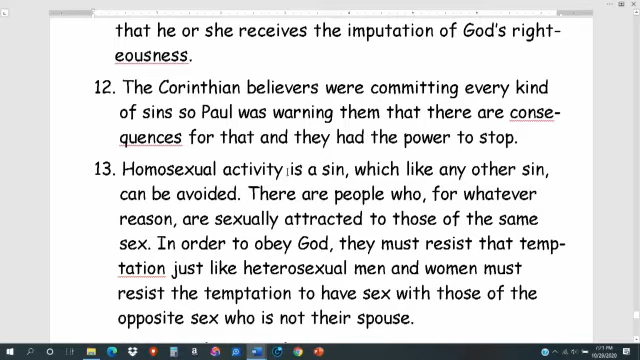 that he or she receives the imputation of God's right-
eousness.
12. The Corinthian believers were committing every kind
of sins so Paul was warning them that there are conse-
quences for that and they had the power to stop.
13. Homosexual activity is a sin, which like any other sin,
can be avoided. There are people who, for whatever
reason, are sexually attracted to those of the same
sex. In order to obey God, they must resist that temp-
tation just like heterosexual men and women must
resist the temptation to have sex with those of the
opposite sex who is not their spouse.
10/28/2020